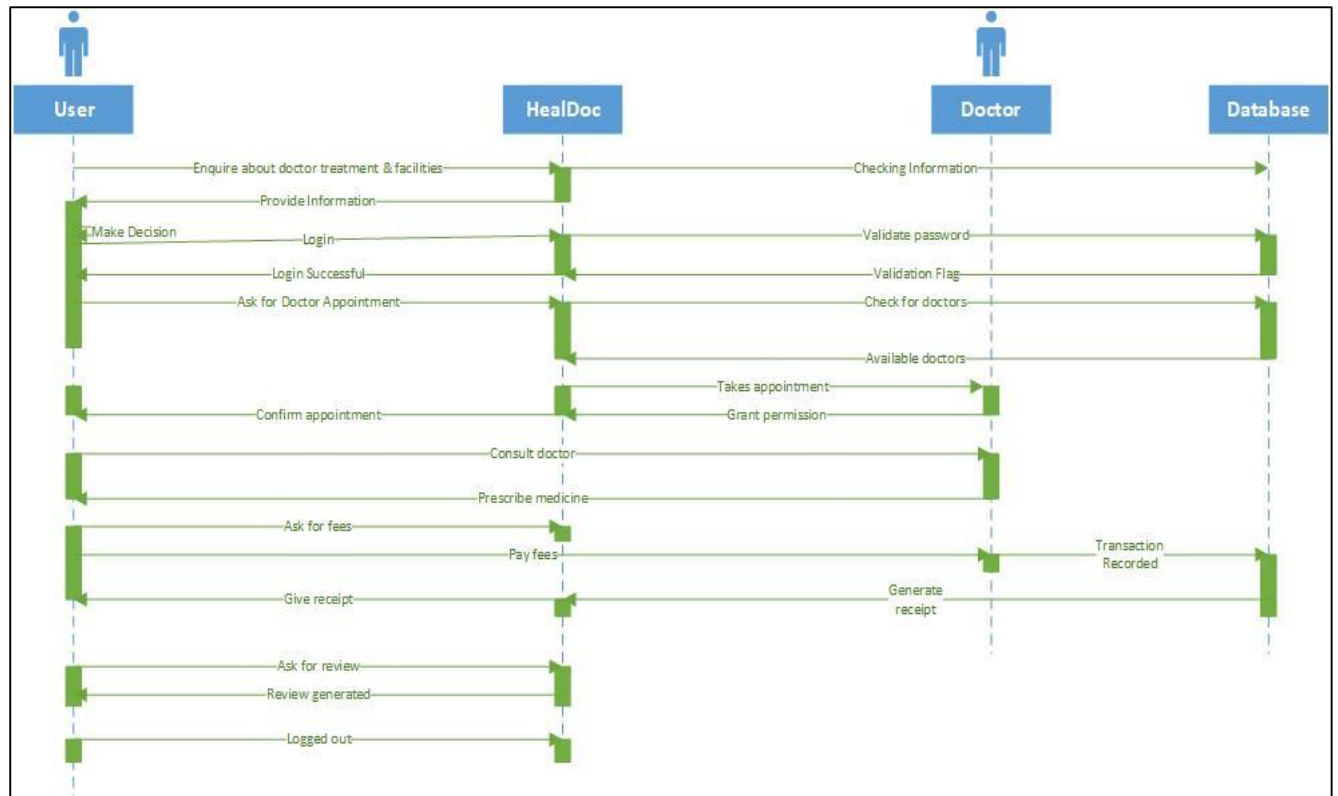 User
HealDoc
Doctor
Database
Enquire about doctor treatment & facilities
Checking Information
Provide Information
Make Decision
Login
Validate password
Login Successful
Validation Flag
Ask for Doctor Appointment
Check for doctors
Available doctors
Takes appointment
Confirm appointment
Grant permission
Consult doctor
Prescribe medicine
Ask for fees
Pay fees
Transaction
Recorded
Give receipt
Generate
receipt
Ask for review
Review generated
Logged out